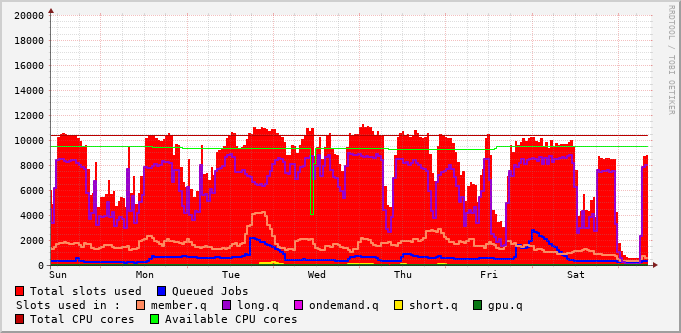 20000
18000
16000
14000
12000
10000
8000
6000
4000
2000
0
Sun Mon Tue Wed Thu Fri Sat
RRDTOOL / TOBI OETIKER
Total slots used Queued Jobs
Slots used in : member.q long.q ondemand.q short.q gpu.q
Total CPU cores Available CPU cores